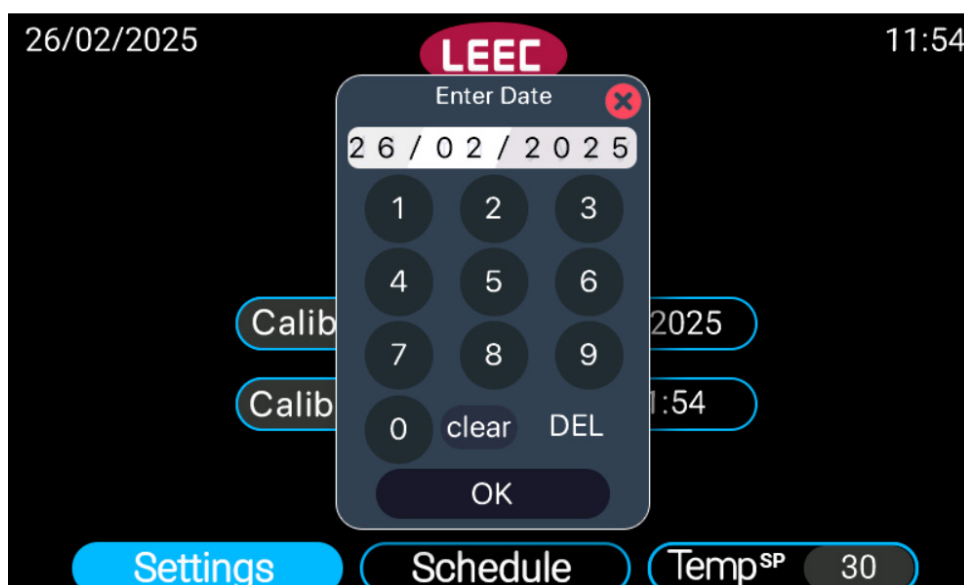 26/02/2025
LEEC
11:54
Enter Date
26/02/2025
1 2 3
4 5 6
Calib
2025
7 8 9
Calib
:54
0 clear DEL
OK
Settings
Schedule
Temp SP 30